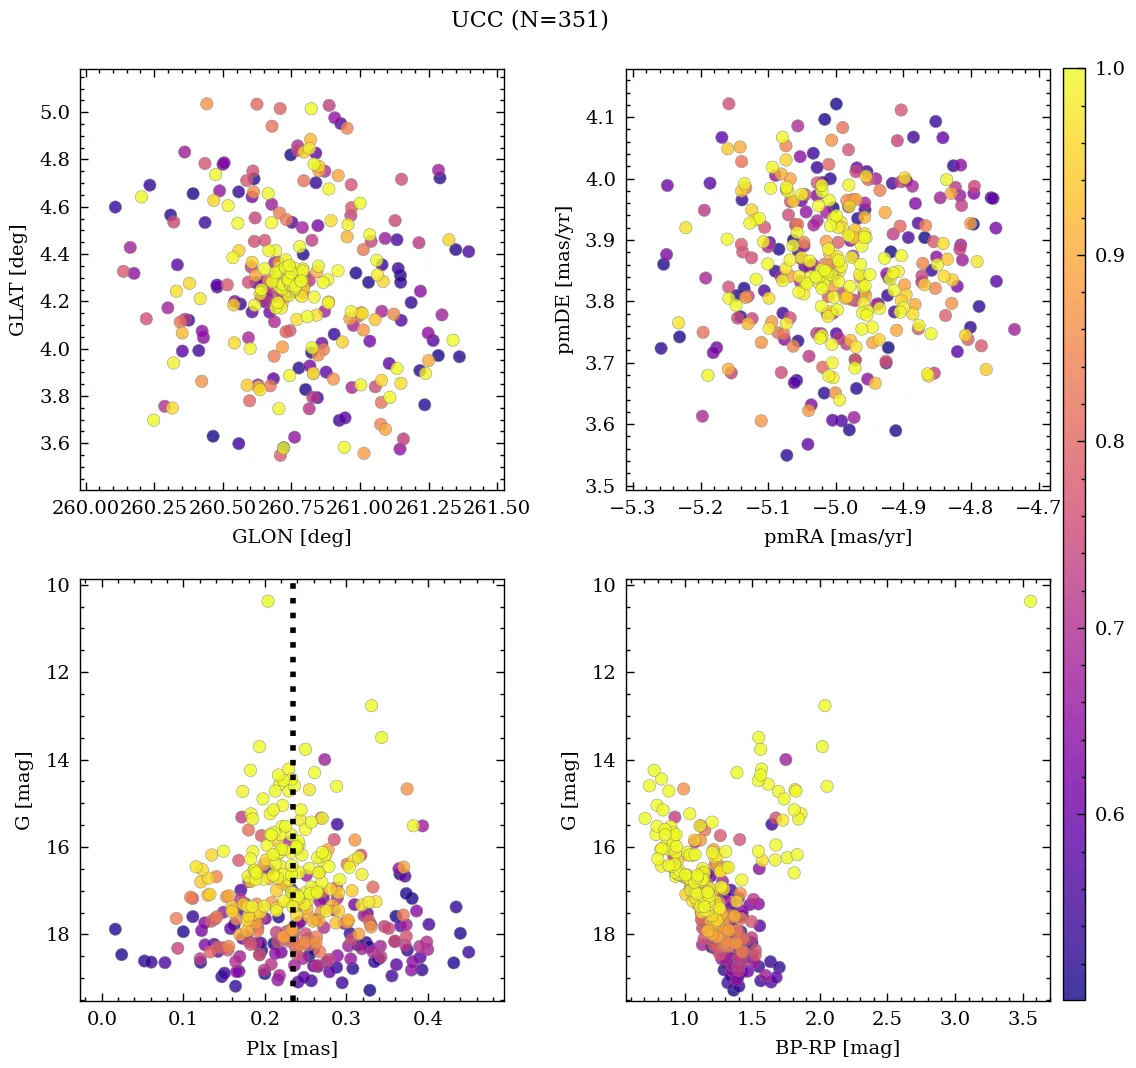 UCC (N=351)
5.0
4.8
4.6
4.4
4.2
4.0
3.8
3.6
GLAT [deg]
260.00 260.25 260.50 260.75 261.00 261.25 261.50
GLON [deg]
4.1
4.0
3.9
3.8
3.7
3.6
3.5
pmDE [mas/yr]
−5.3 −5.2 −5.1 −5.0 −4.9 −4.8 −4.7
pmRA [mas/yr]
10
12
14
16
18
G [mag]
0.0 0.1 0.2 0.3 0.4
Plx [mas]
10
12
14
16
18
G [mag]
1.0 1.5 2.0 2.5 3.0 3.5
BP-RP [mag]
1.0
0.9
0.8
0.7
0.6